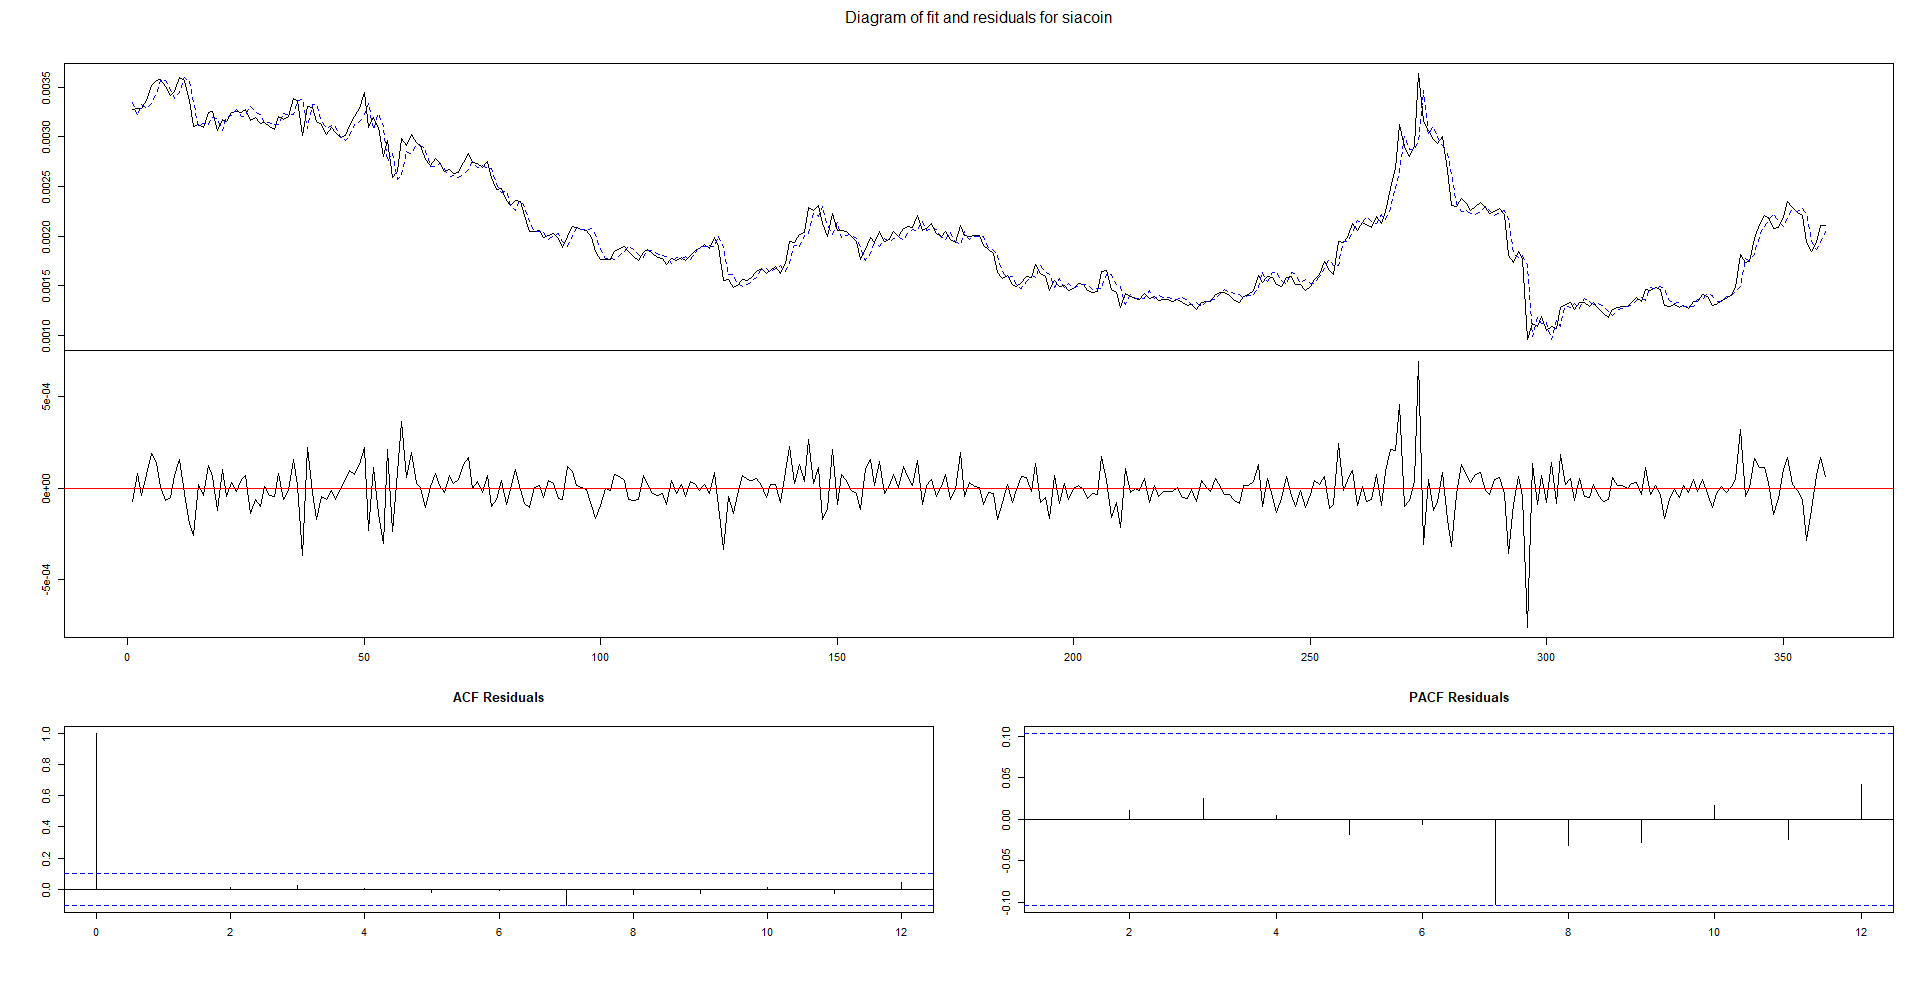 Diagram of fit and residuals for siacoin
0.0035
0.0030
0.0025
0.0020
0.0015
0.0010
5e-04
0e+00
-5e-04
0 50 100 150 200 250 300 350
ACF Residuals
1.0
0.8
0.6
0.4
0.2
0.0
0 2 4 6 8 10 12
PACF Residuals
0.10
0.05
0.00
-0.05
-0.10
2 4 6 8 10 12